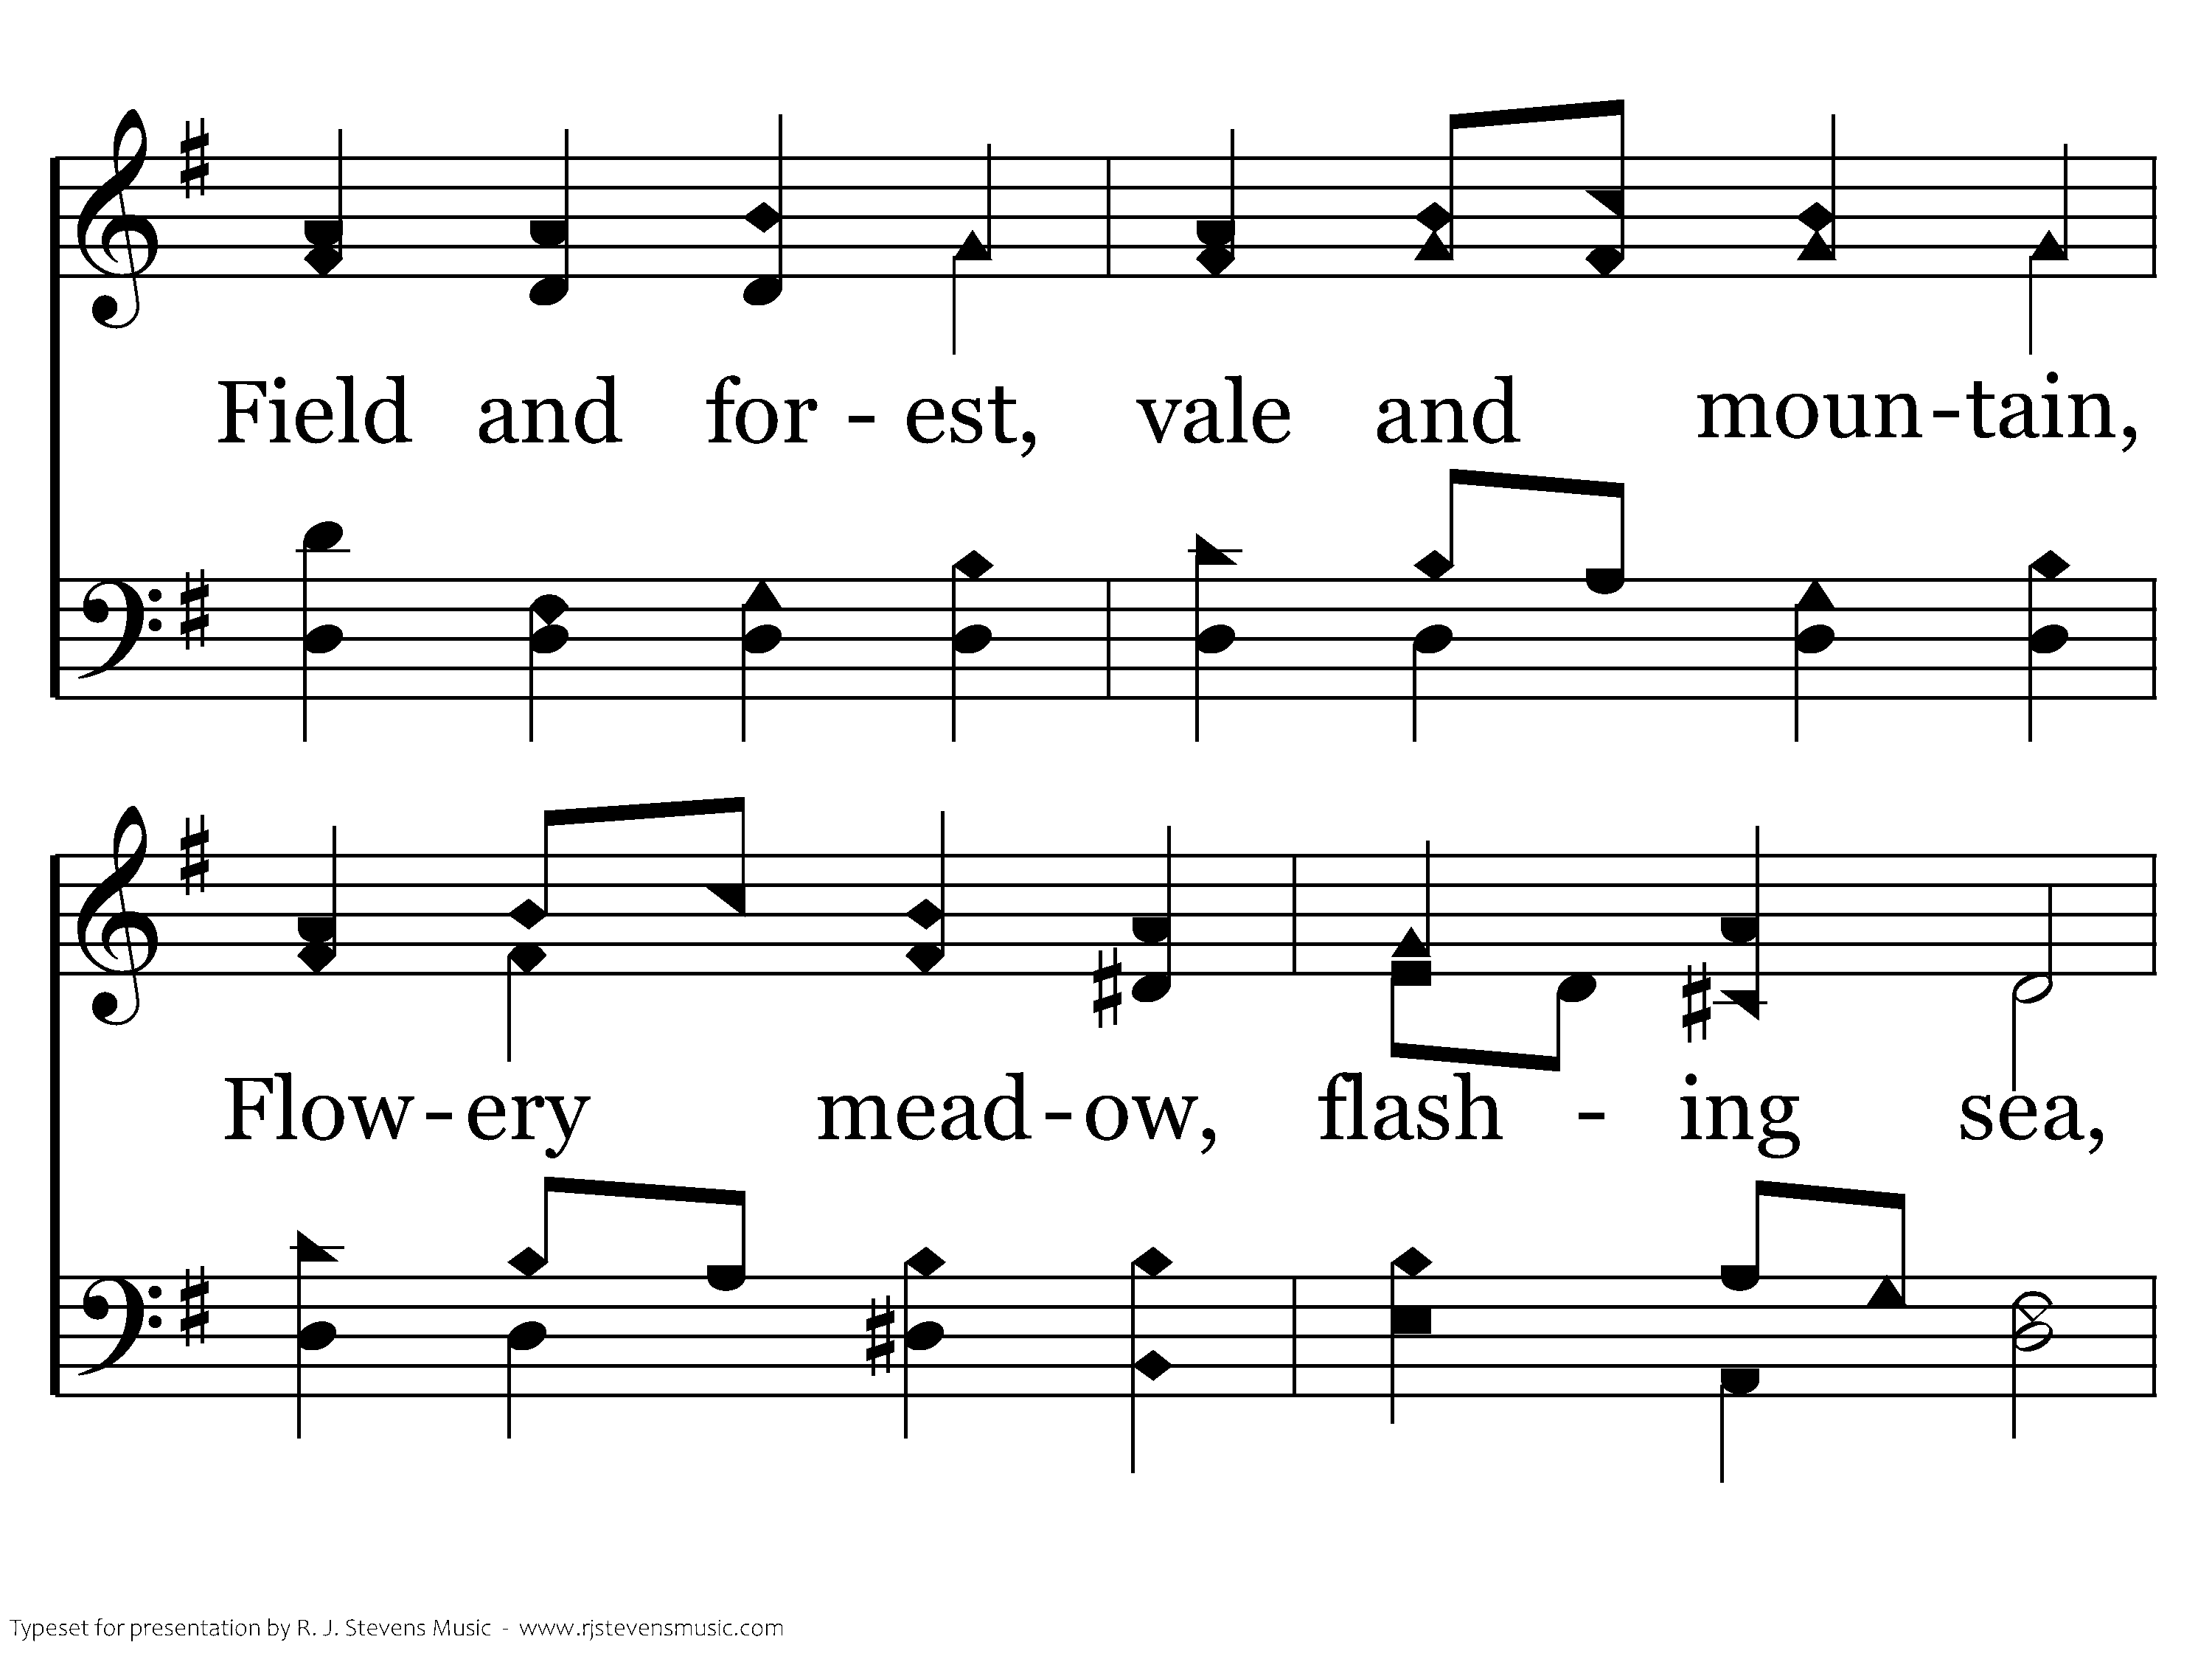 Field and for - est, vale and moun-tain,
Flow-ery mead-ow, flash - ing sea,
Typeset for presentation by R. J. Stevens Music - www.rjstevensmusic.com